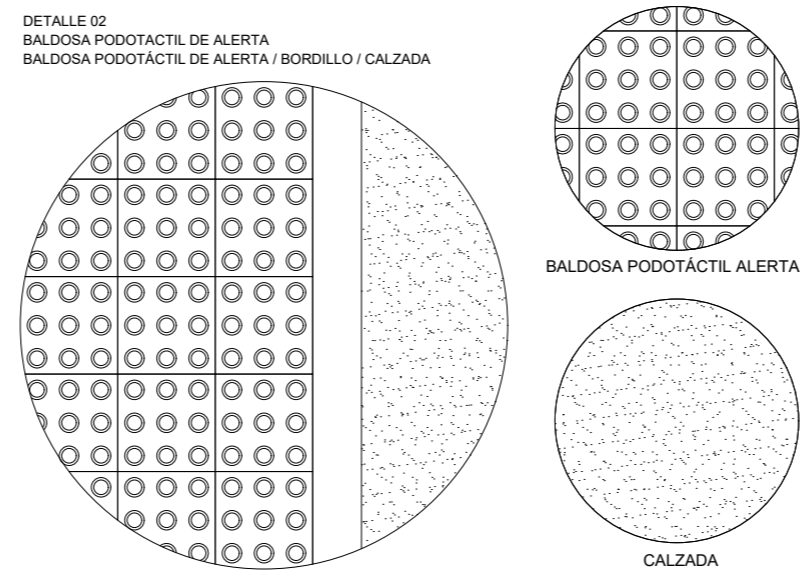 DETALLE 02
BALDOSA PODOTACTIL DE ALERTA
BALDOSA PODOTÁCTIL DE ALERTA / BORDILLO / CALZADA
BALDOSA PODOTÁCTIL ALERTA
CALZADA